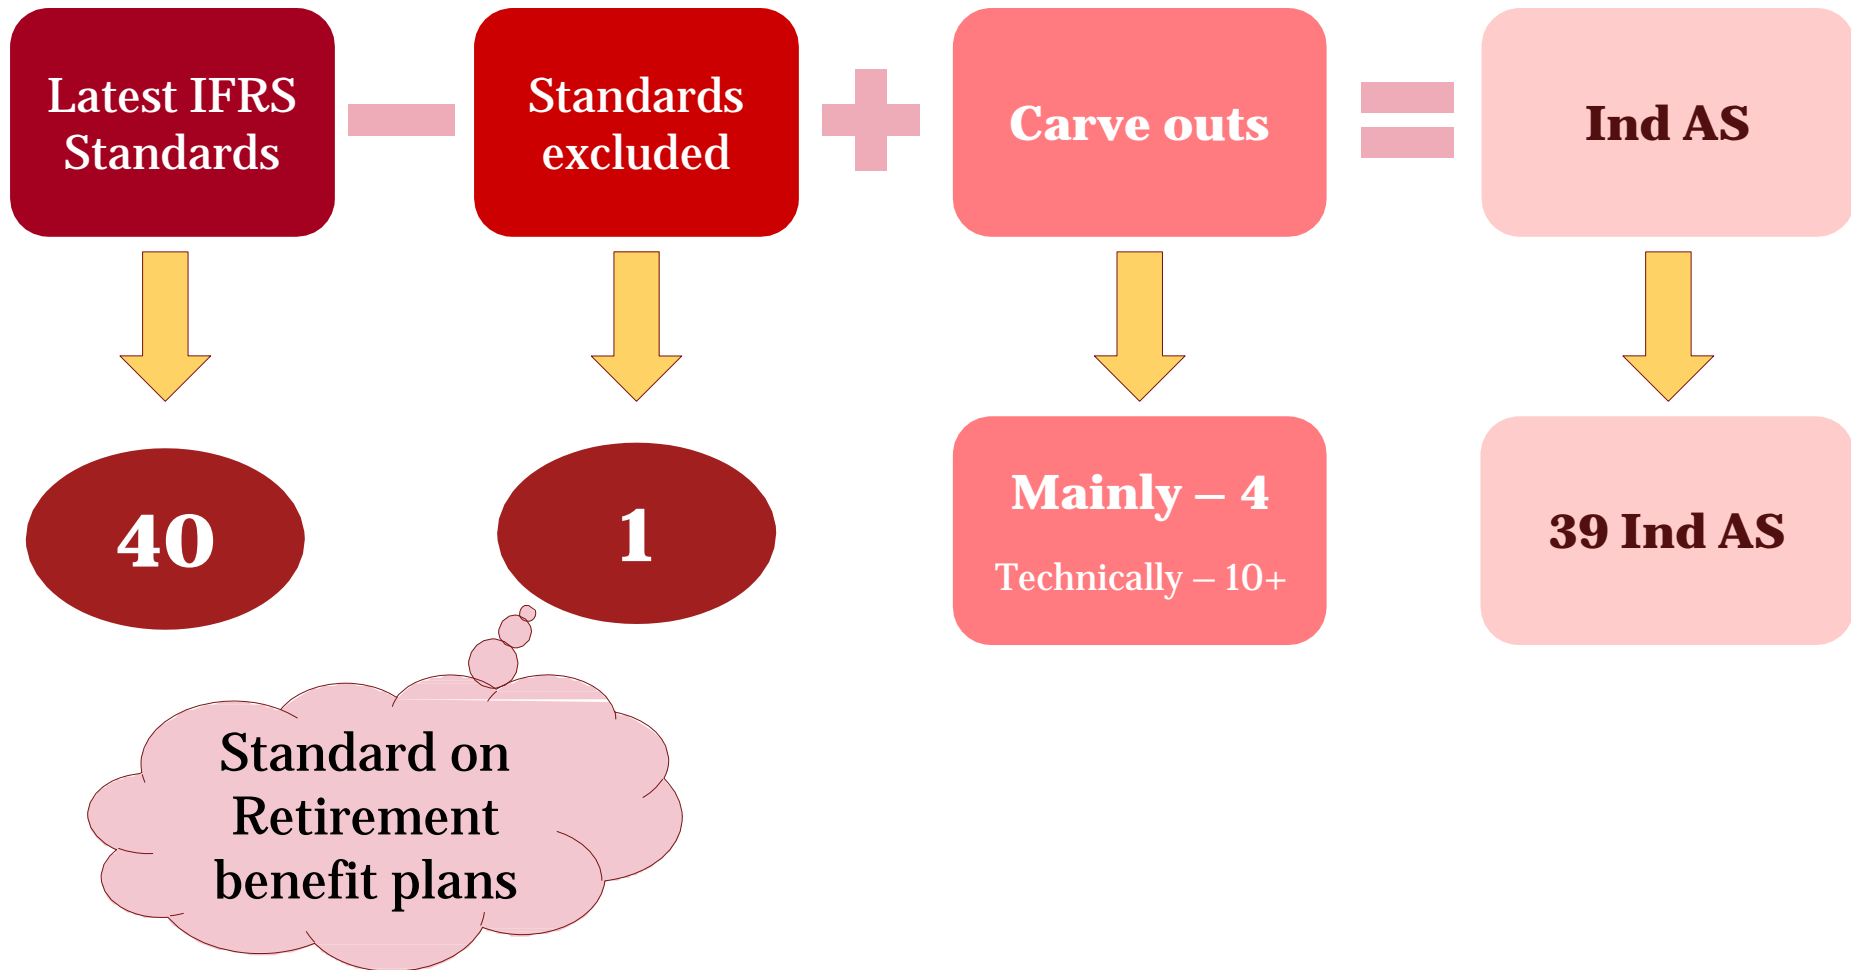 Latest IFRS
Standards
Standards
excluded
Carve outs
Ind AS
40
1
Mainly – 4
Technically – 10+
39 Ind AS
Standard on
Retirement
benefit plans